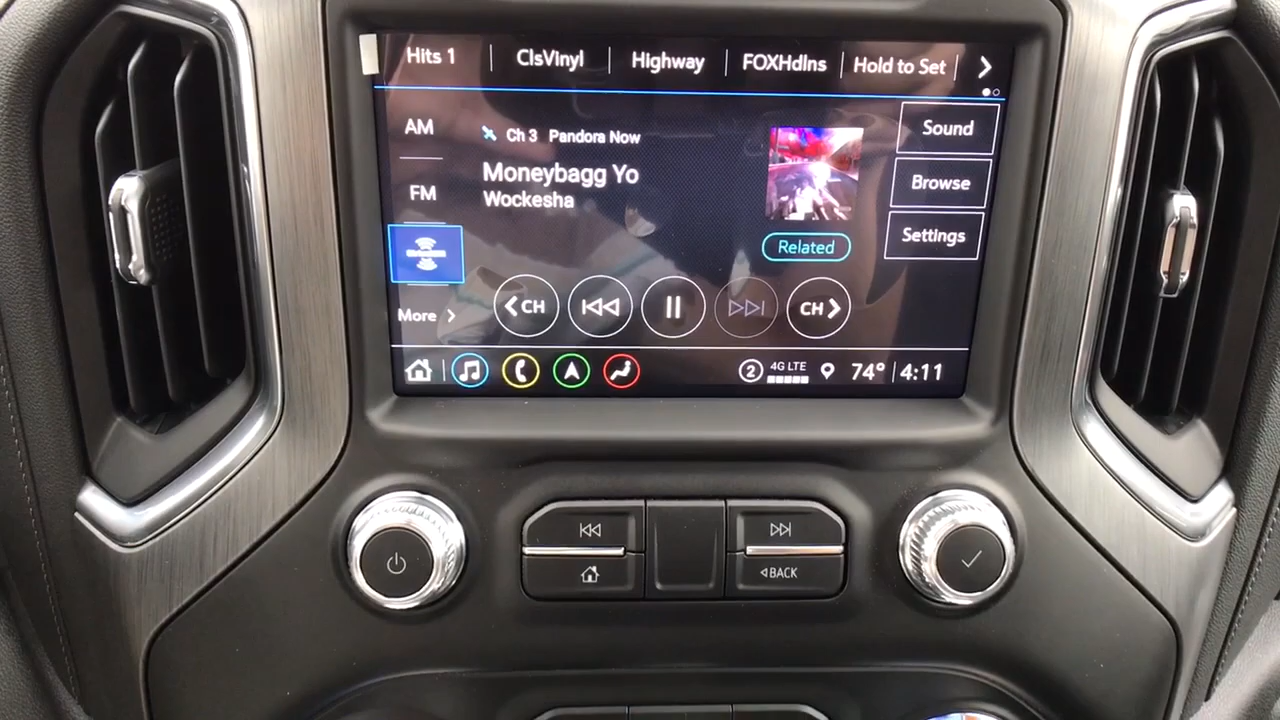 Hits 1 ClsVinyl Highway FOXHdlns Hold to Set
AM
Ch 3 Pandora Now
Sound
Moneybagg Yo
Browse
FM
Wockesha
Settings
Related
More
CH
CH
2 4G LTE 74° 4:11
BACK